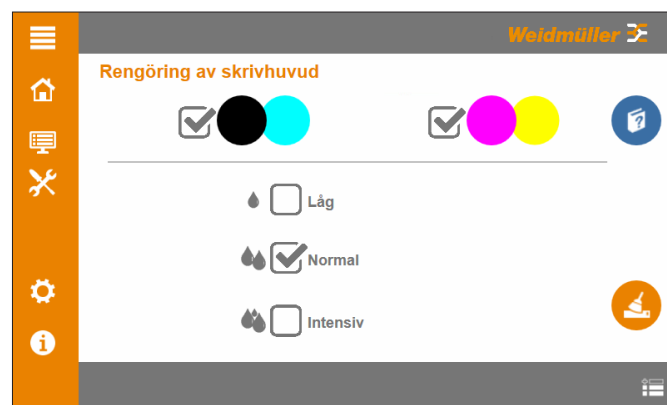 Weidmüller
Rengöring av skrivhuvud
Låg
Normal
Intensiv